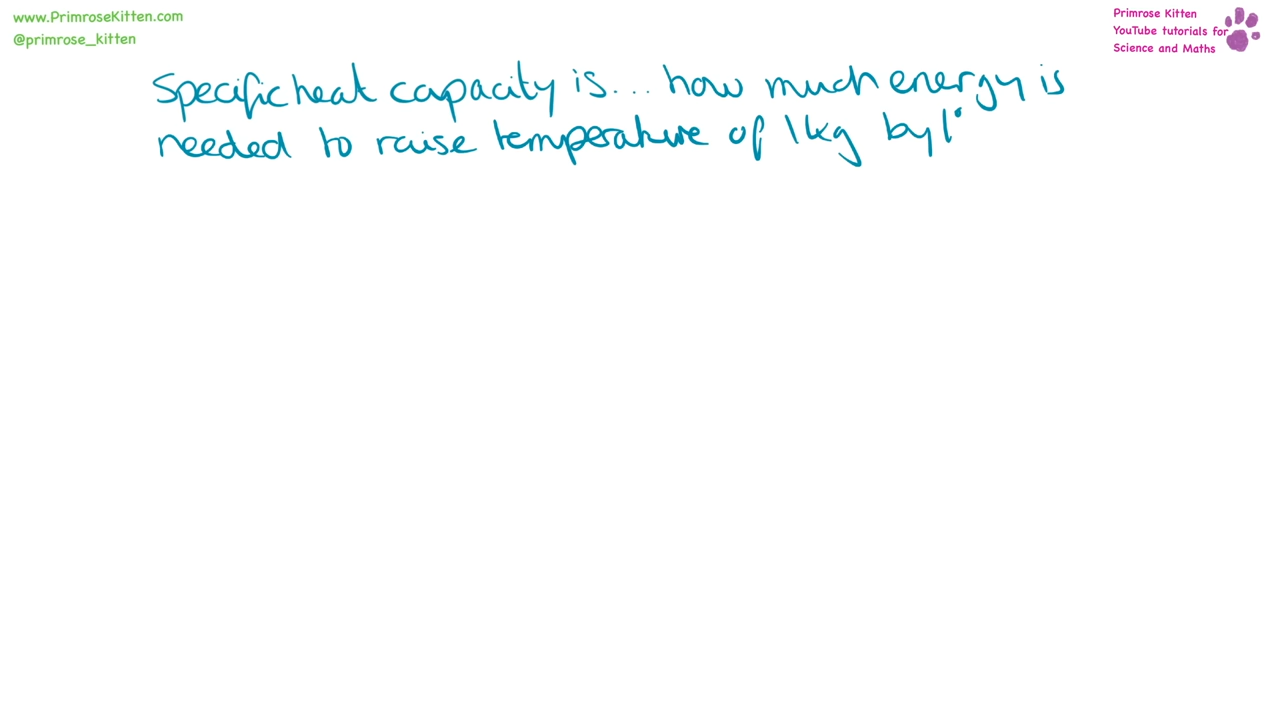 www.PrimroseKitten.com
@primrose_kitten
Primrose Kitten
YouTube tutorials for
Science and Maths
Specific heat capacity is... how much energy is
needed to raise temperature of 1kg by 1°